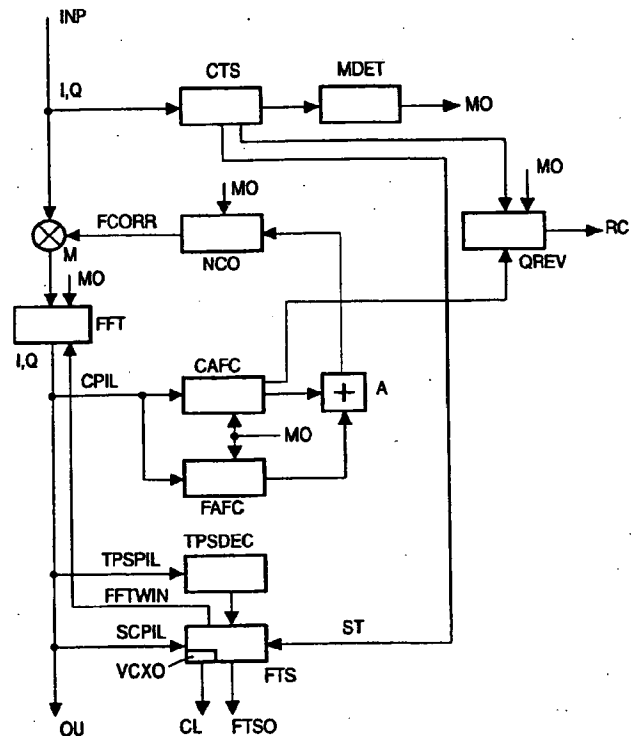 INP
CTS
MDET
I,Q
MO
MO
MO
FCORR
RC
M
NCO
QREV
MO
FFT
I,Q
CAFC
CPIL
+
A
MO
FAFC
TPSDEC
TPSPIL
FFTWIN
SCPIL
ST
VCXO
FTS
OU
CL
FTSO